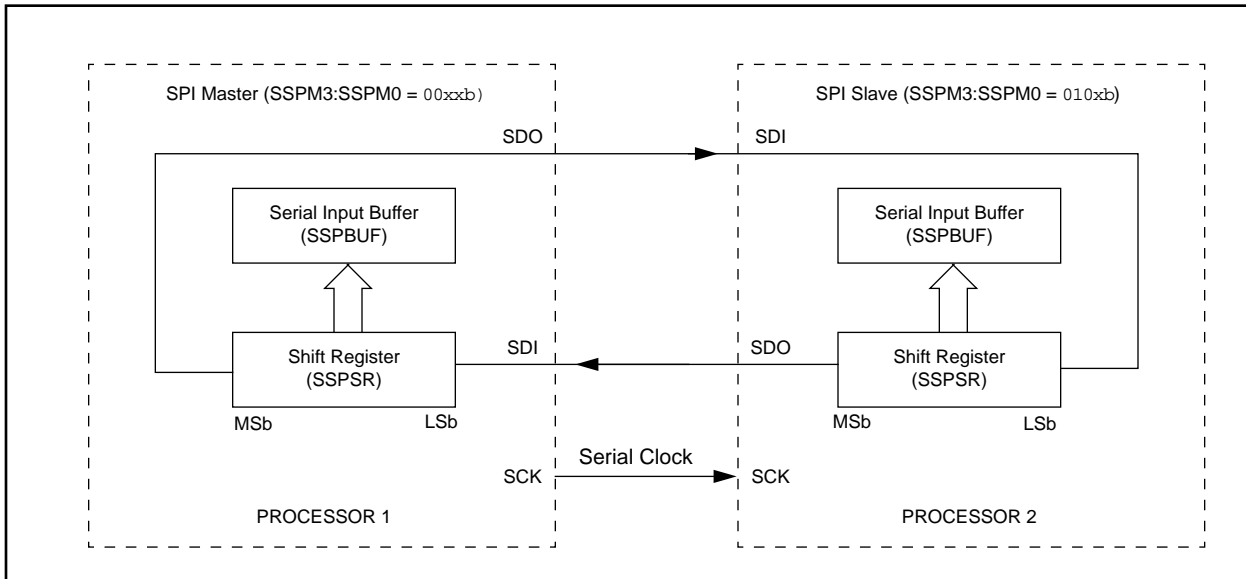 SPI Master (SSPM3:SSPM0 = 00xxb)
SDO
Serial Input Buffer
(SSPBUF)
Shift Register
(SSPSR)
MSb
LSb
SDI
SCK
PROCESSOR 1
Serial Clock
SPI Slave (SSPM3:SSPM0 = 010xb)
SDI
Serial Input Buffer
(SSPBUF)
SDO
Shift Register
(SSPSR)
MSb
LSb
SCK
PROCESSOR 2